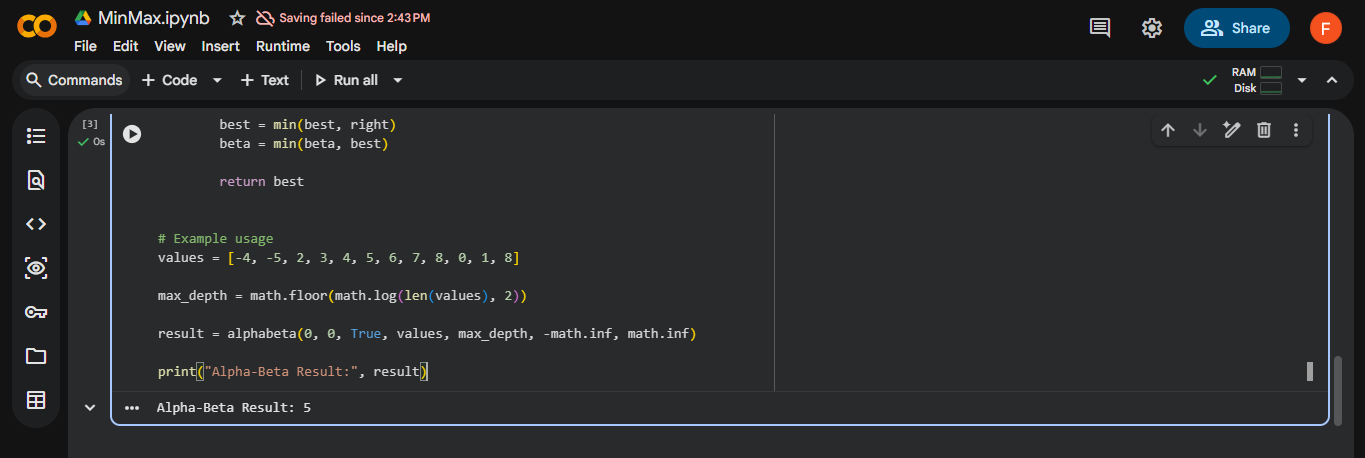 MinMax.ipynb
Saving failed since 2:43 PM
File Edit View Insert Runtime Tools Help
Share
F
Commands + Code + Text Run all
RAM
Disk
[3]
0s
best = min(best, right)
beta = min(beta, best)
return best
# Example usage
values = [-4, -5, 2, 3, 4, 5, 6, 7, 8, 0, 1, 8]
max_depth = math.floor(math.log(len(values), 2))
result = alphabeta(0, 0, True, values, max_depth, -math.inf, math.inf)
print("Alpha-Beta Result:", result)
Alpha-Beta Result: 5